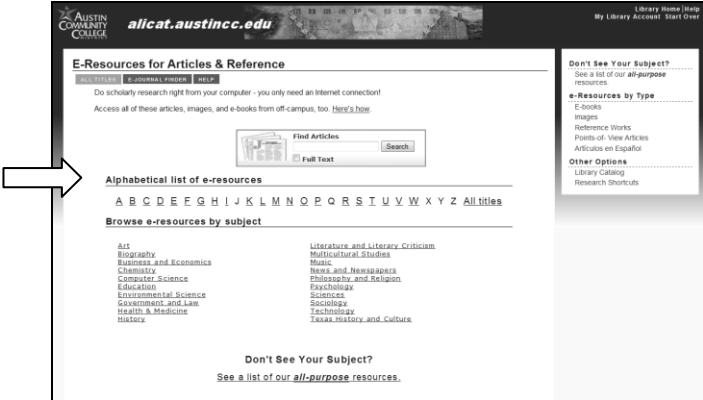 AUSTIN
COMMUNITY
COLLEGE
DISTRICT
alicat.austincc.edu
Library Home|Help
My Library Account Start Over
E-Resources for Articles & Reference
ALL TITLES E-JOURNAL FINDER HELP
Do scholarly research right from your computer - you only need an Internet connection!
Access all of these articles, images, and e-books from off-campus, too. Here's how.
Find Articles
Search
Full Text
Alphabetical list of e-resources
A B C D E F G H I J K L M N O P Q R S T U V W X Y Z All titles
Browse e-resources by subject
Art
Biography
Business and Economics
Chemistry
Computer Science
Education
Environmental Science
Government and Law
Health & Medicine
History
Literature and Literary Criticism
Multicultural Studies
Music
News and Newspapers
Philosophy and Religion
Psychology
Sciences
Sociology
Technology
Texas History and Culture
Don't See Your Subject?
See a list of our all-purpose resources.
Don't See Your Subject?
See a list of our all-purpose
resources
e-Resources by Type
E-books
Images
Reference Works
Points-of- View Articles
Artículos en Español
Other Options
Library Catalog
Research Shortcuts